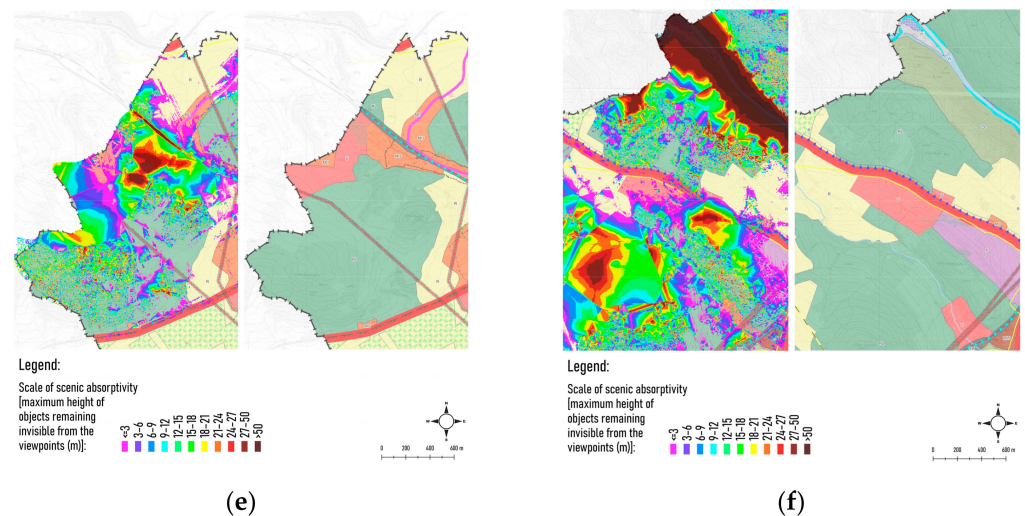 Legend:
Scale of scenic absorptivity
[maximum height of
objects remaining
invisible from the
viewpoints (m)]:
<=3
3–6
6–9
9–12
12–15
15–18
18–21
21–24
24–27
27–50
>50
N
W E
S
0 200 400 600 m
(e)
Legend:
Scale of scenic absorptivity
[maximum height of
objects remaining
invisible from the
viewpoints (m)]:
<=3
3–6
6–9
9–12
12–15
15–18
18–21
21–24
24–27
27–50
>50
N
W E
S
0 200 400 600 m
(f)